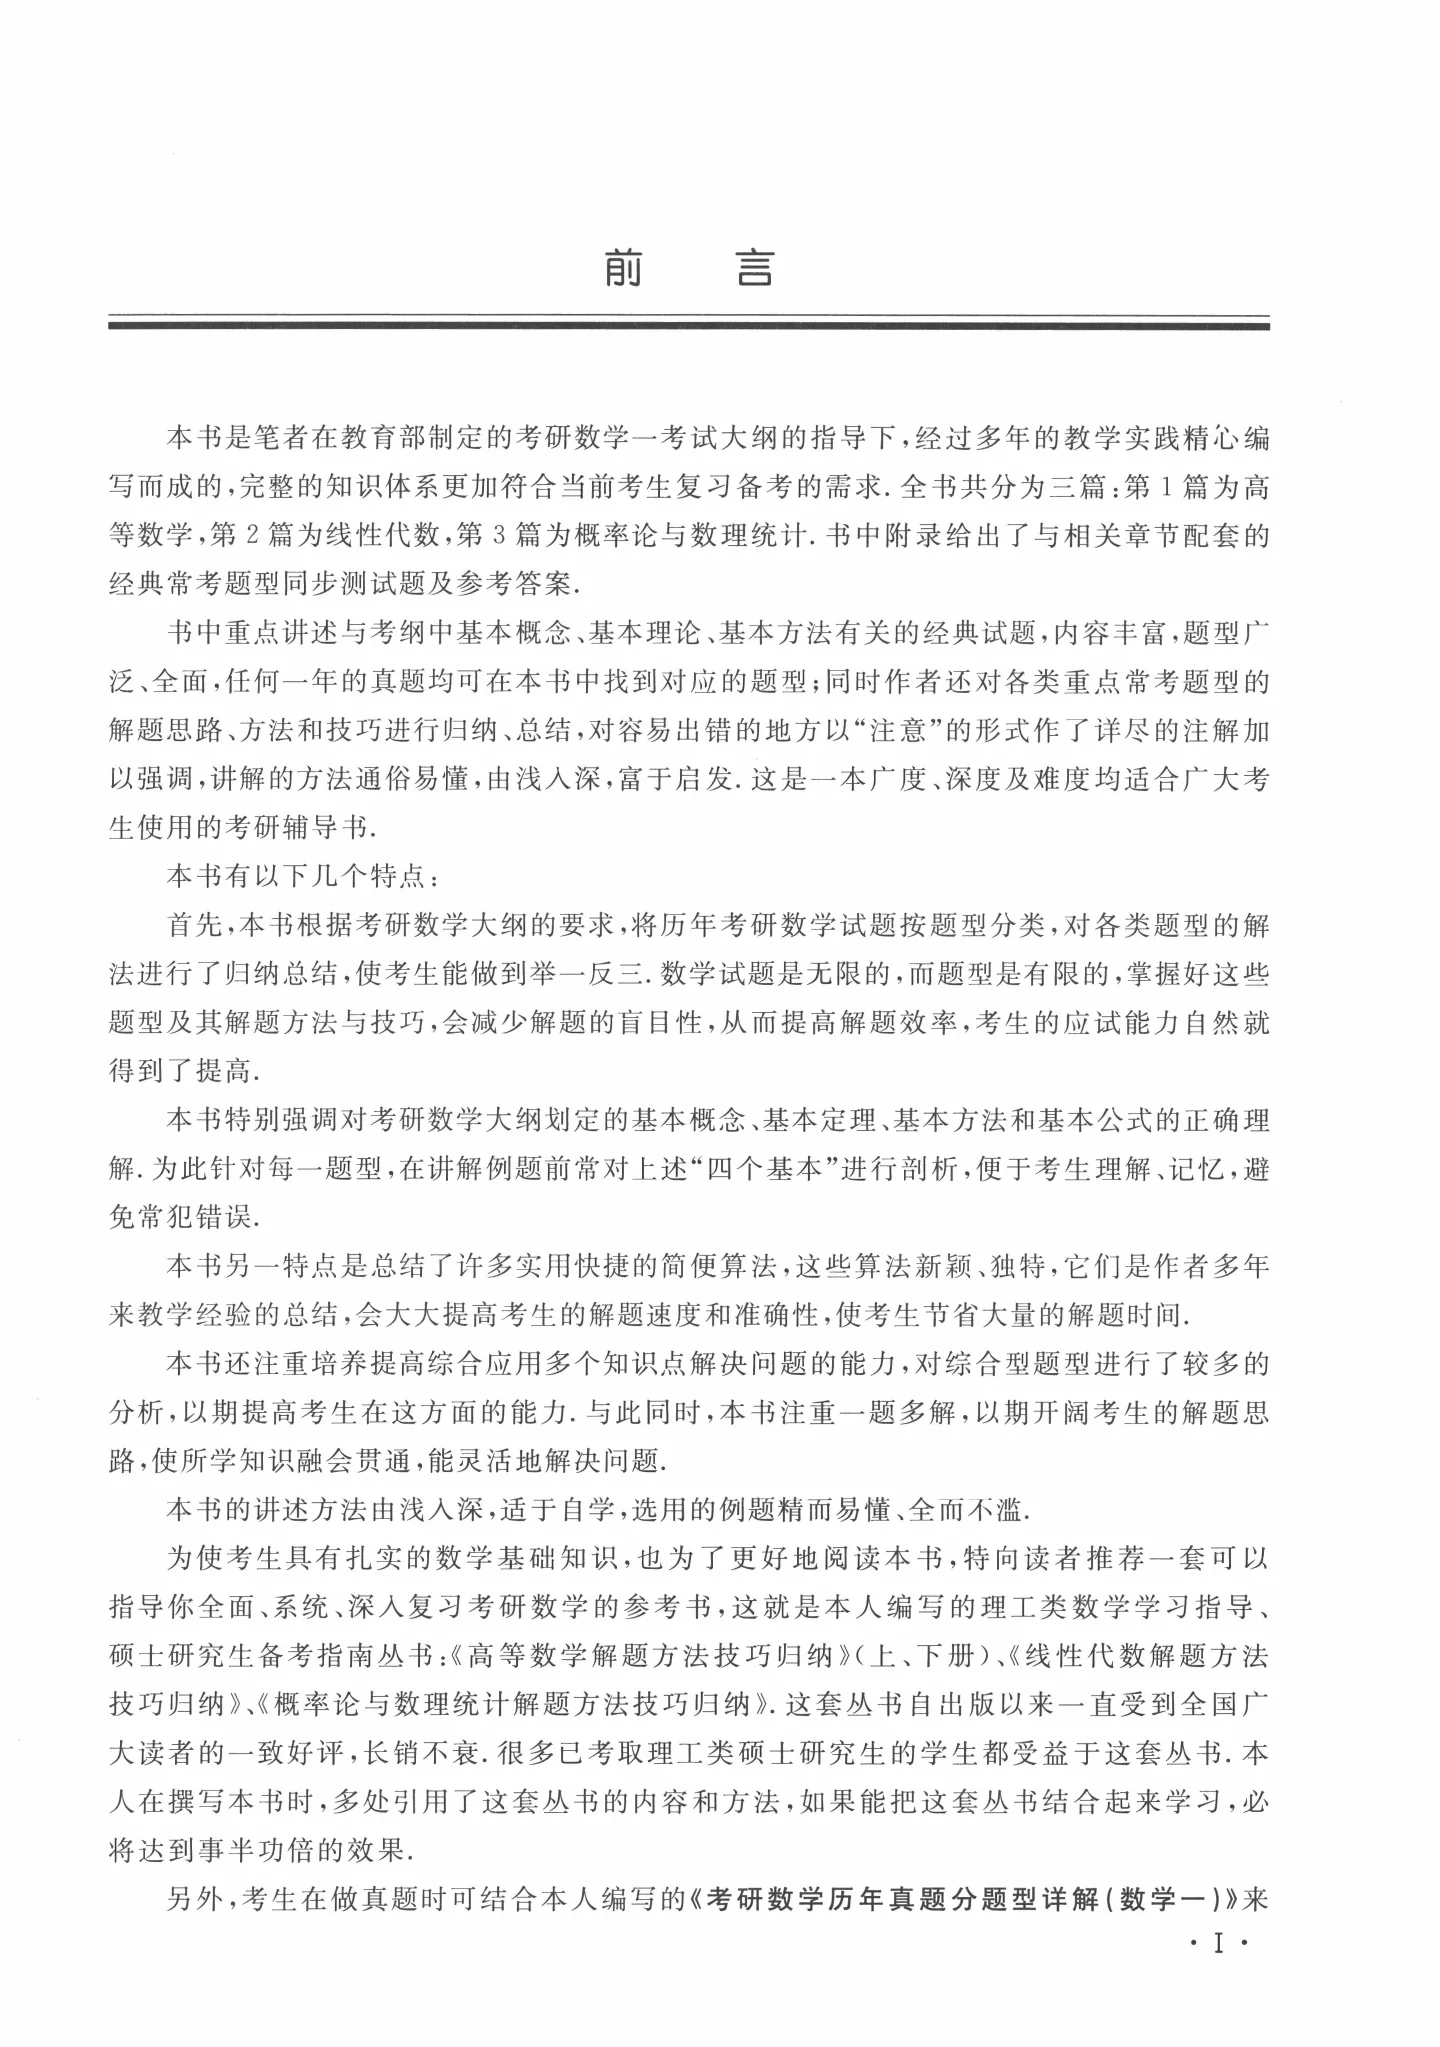 前 言
本书是笔者在教育部制定的考研数学一考试大纲的指导下,经过多年的教学实践精心编
写而成的,完整的知识体系更加符合当前考生复习备考的需求. 全书共分为三篇:第 1 篇为高
等数学,第 2 篇为线性代数,第 3 篇为概率论与数理统计. 书中附录给出了与相关章节配套的
经典常考题型同步测试题及参考答案.
书中重点讲述与考纲中基本概念、基本理论、基本方法有关的经典试题,内容丰富,题型广
泛、全面,任何一年的真题均可在本书中找到对应的题型;同时作者还对各类重点常考题型的
解题思路、方法和技巧进行归纳、总结,对容易出错的地方以“注意”的形式作了详尽的注解加
以强调,讲解的方法通俗易懂,由浅入深,富于启发. 这是一本广度、深度及难度均适合广大考
生使用的考研辅导书.
本书有以下几个特点:
首先,本书根据考研数学大纲的要求,将历年考研数学试题按题型分类,对各类题型的解
法进行了归纳总结,使考生能做到举一反三. 数学试题是无限的,而题型是有限的,掌握好这些
题型及其解题方法与技巧,会减少解题的盲目性,从而提高解题效率,考生的应试能力自然就
得到了提高.
本书特别强调对考研数学大纲划定的基本概念、基本定理、基本方法和基本公式的正确理
解. 为此针对每一题型,在讲解例题前常对上述“四个基本”进行剖析,便于考生理解、记忆,避
免常犯错误.
本书另一特点是总结了许多实用快捷的简便算法,这些算法新颖、独特,它们是作者多年
来教学经验的总结,会大大提高考生的解题速度和准确性,使考生节省大量的解题时间.
本书还注重培养提高综合应用多个知识点解决问题的能力,对综合型题型进行了较多的
分析,以期提高考生在这方面的能力. 与此同时,本书注重一题多解,以期开阔考生的解题思
路,使所学知识融会贯通,能灵活地解决问题.
本书的讲述方法由浅入深,适于自学,选用的例题精而易懂、全而不滥.
为使考生具有扎实的数学基础知识,也为了更好地阅读本书,特向读者推荐一套可以
指导你全面、系统、深入复习考研数学的参考书,这就是本人编写的理工类数学学习指导、
硕士研究生备考指南丛书:《高等数学解题方法技巧归纳》(上、下册)、《线性代数解题方法
技巧归纳》、《概率论与数理统计解题方法技巧归纳》. 这套丛书自出版以来一直受到全国广
大读者的一致好评,长销不衰. 很多已考取理工类硕士研究生的学生都受益于这套丛书. 本
人在撰写本书时,多处引用了这套丛书的内容和方法,如果能把这套丛书结合起来学习,必
将达到事半功倍的效果.
另外,考生在做真题时可结合本人编写的《考研数学历年真题分题型详解(数学一)》来
· I ·